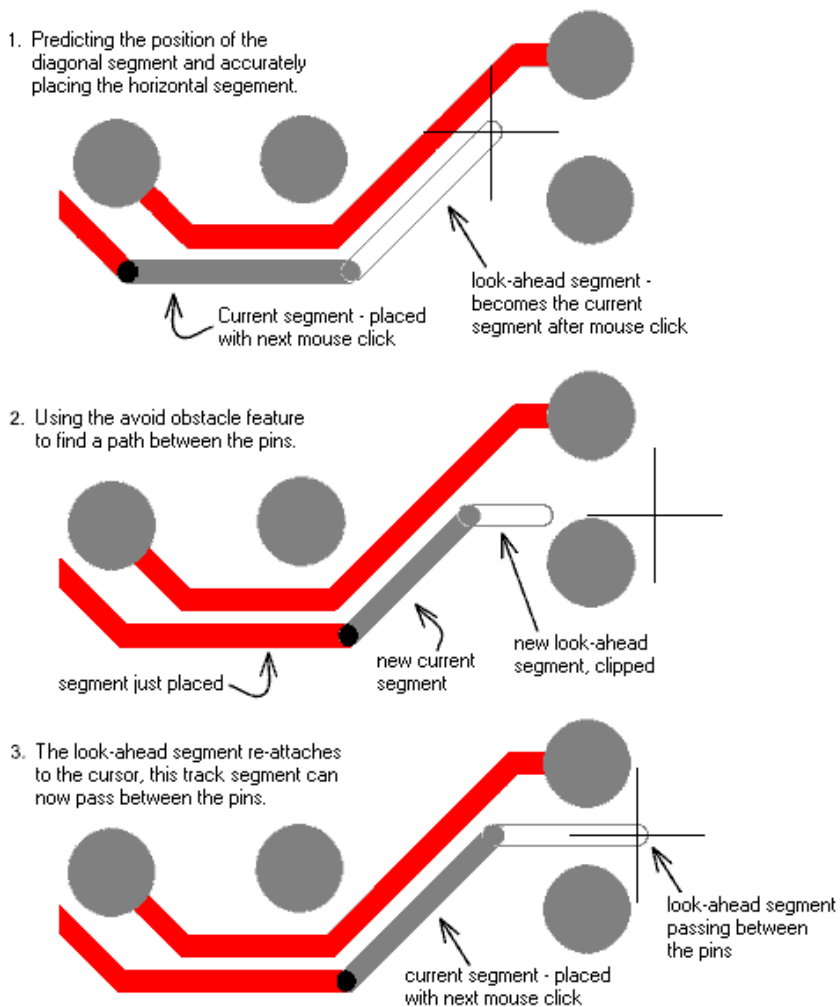 1. Predicting the position of the
diagonal segment and accurately
placing the horizontal segement.
look-ahead segment -
becomes the current
segment after mouse click
Current segment - placed
with next mouse click
2. Using the avoid obstacle feature
to find a path between the pins.
new look-ahead
segment, clipped
new current
segment
segment just placed
3. The look-ahead segment re-attaches
to the cursor, this track segment can
now pass between the pins.
look-ahead segment
passing between
the pins
current segment - placed
with next mouse click